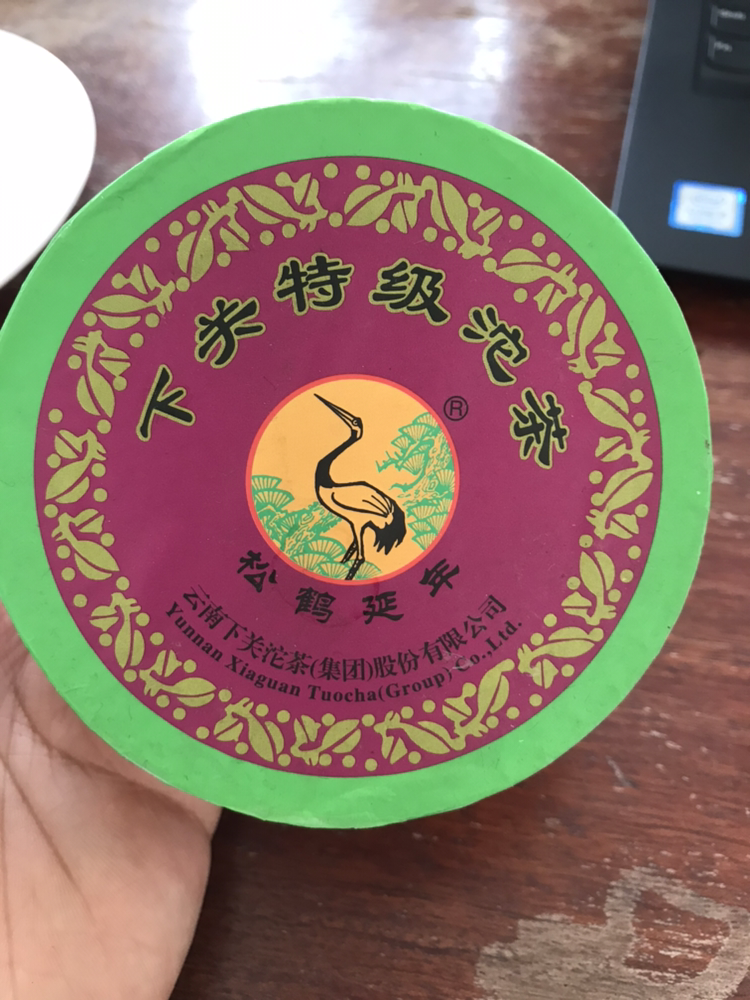 下关特级沱茶
®
松鹤延年
云南下关沱茶(集团)股份有限公司
Yunnan Xiaguan Tuocha(Group) Co.,Ltd.